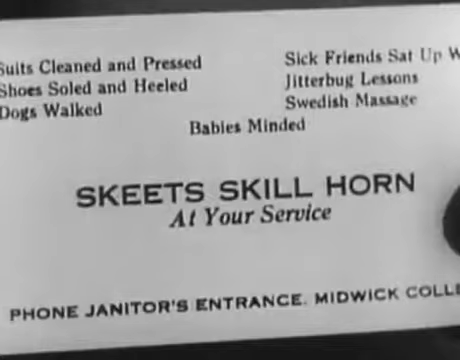 Suits Cleaned and Pressed
Shoes Soled and Heeled
Dogs Walked
Sick Friends Sat Up
Jitterbug Lessons
Swedish Massage
Babies Minded
SKEETS SKILL HORN
At Your Service
PHONE JANITOR'S ENTRANCE. MIDWICK